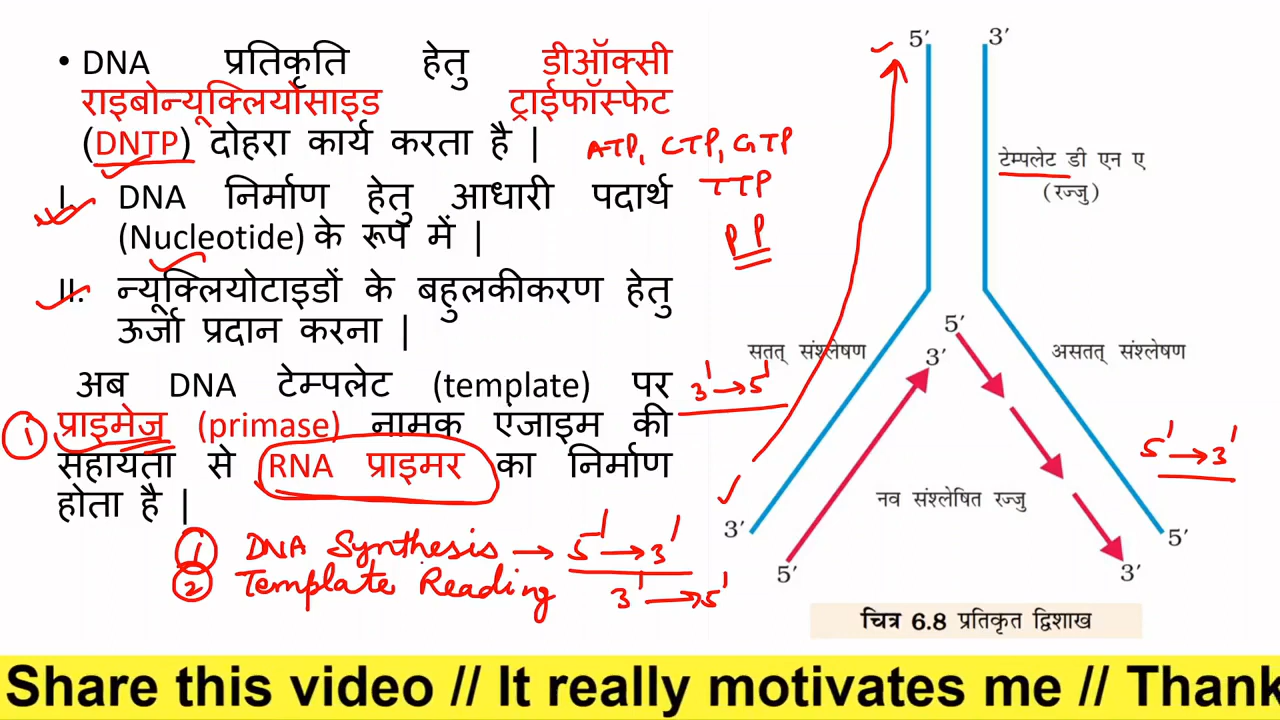 • DNA प्रतिकृति हेतु डीऑक्सी
राइबोन्यूक्लियोसाइड ट्राईफॉस्फेट
(DNTP) दोहरा कार्य करता है |
ATP, CTP, GTP
TTP
PP
I. DNA निर्माण हेतु आधारी पदार्थ
(Nucleotide) के रूप में |
II. न्यूक्लियोटाइडों के बहुलकीकरण हेतु
ऊर्जा प्रदान करना |
अब DNA टेम्पलेट (template) पर
i प्राइमेज़ (primase) नामक एंजाइम की
सहायता से RNA प्राइमर का निर्माण
होता है |
① DNA Synthesis → 5' → 3'
② Template Reading 3' → 5'
5' 3'
टेम्पलेट डी एन ए
(रज्जु)
5'
सतत् संश्लेषण 3' असतत् संश्लेषण
3' → 5'
5' → 3'
नव संश्लेषित रज्जु
3' 5'
5' 3'
चित्र 6.8 प्रतिकृत द्विशाख
Share this video // It really motivates me // Thank